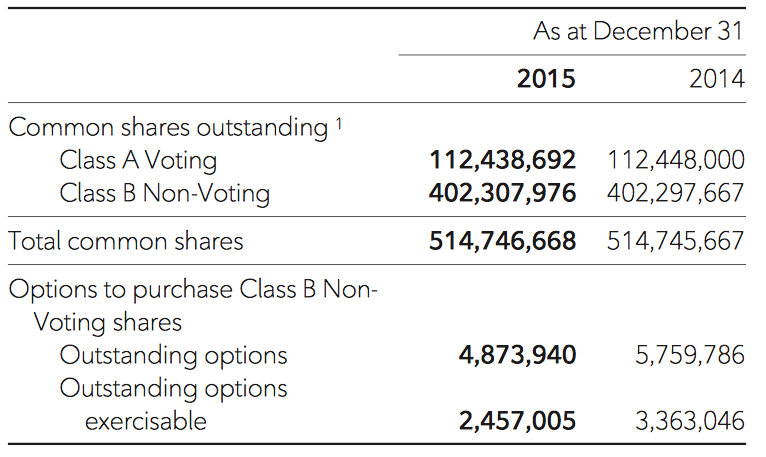 As at December 31
2015 2014
Common shares outstanding 1
Class A Voting 112,438,692 112,448,000
Class B Non-Voting 402,307,976 402,297,667
Total common shares 514,746,668 514,745,667
Options to purchase Class B Non-
Voting shares
Outstanding options 4,873,940 5,759,786
Outstanding options
exercisable 2,457,005 3,363,046